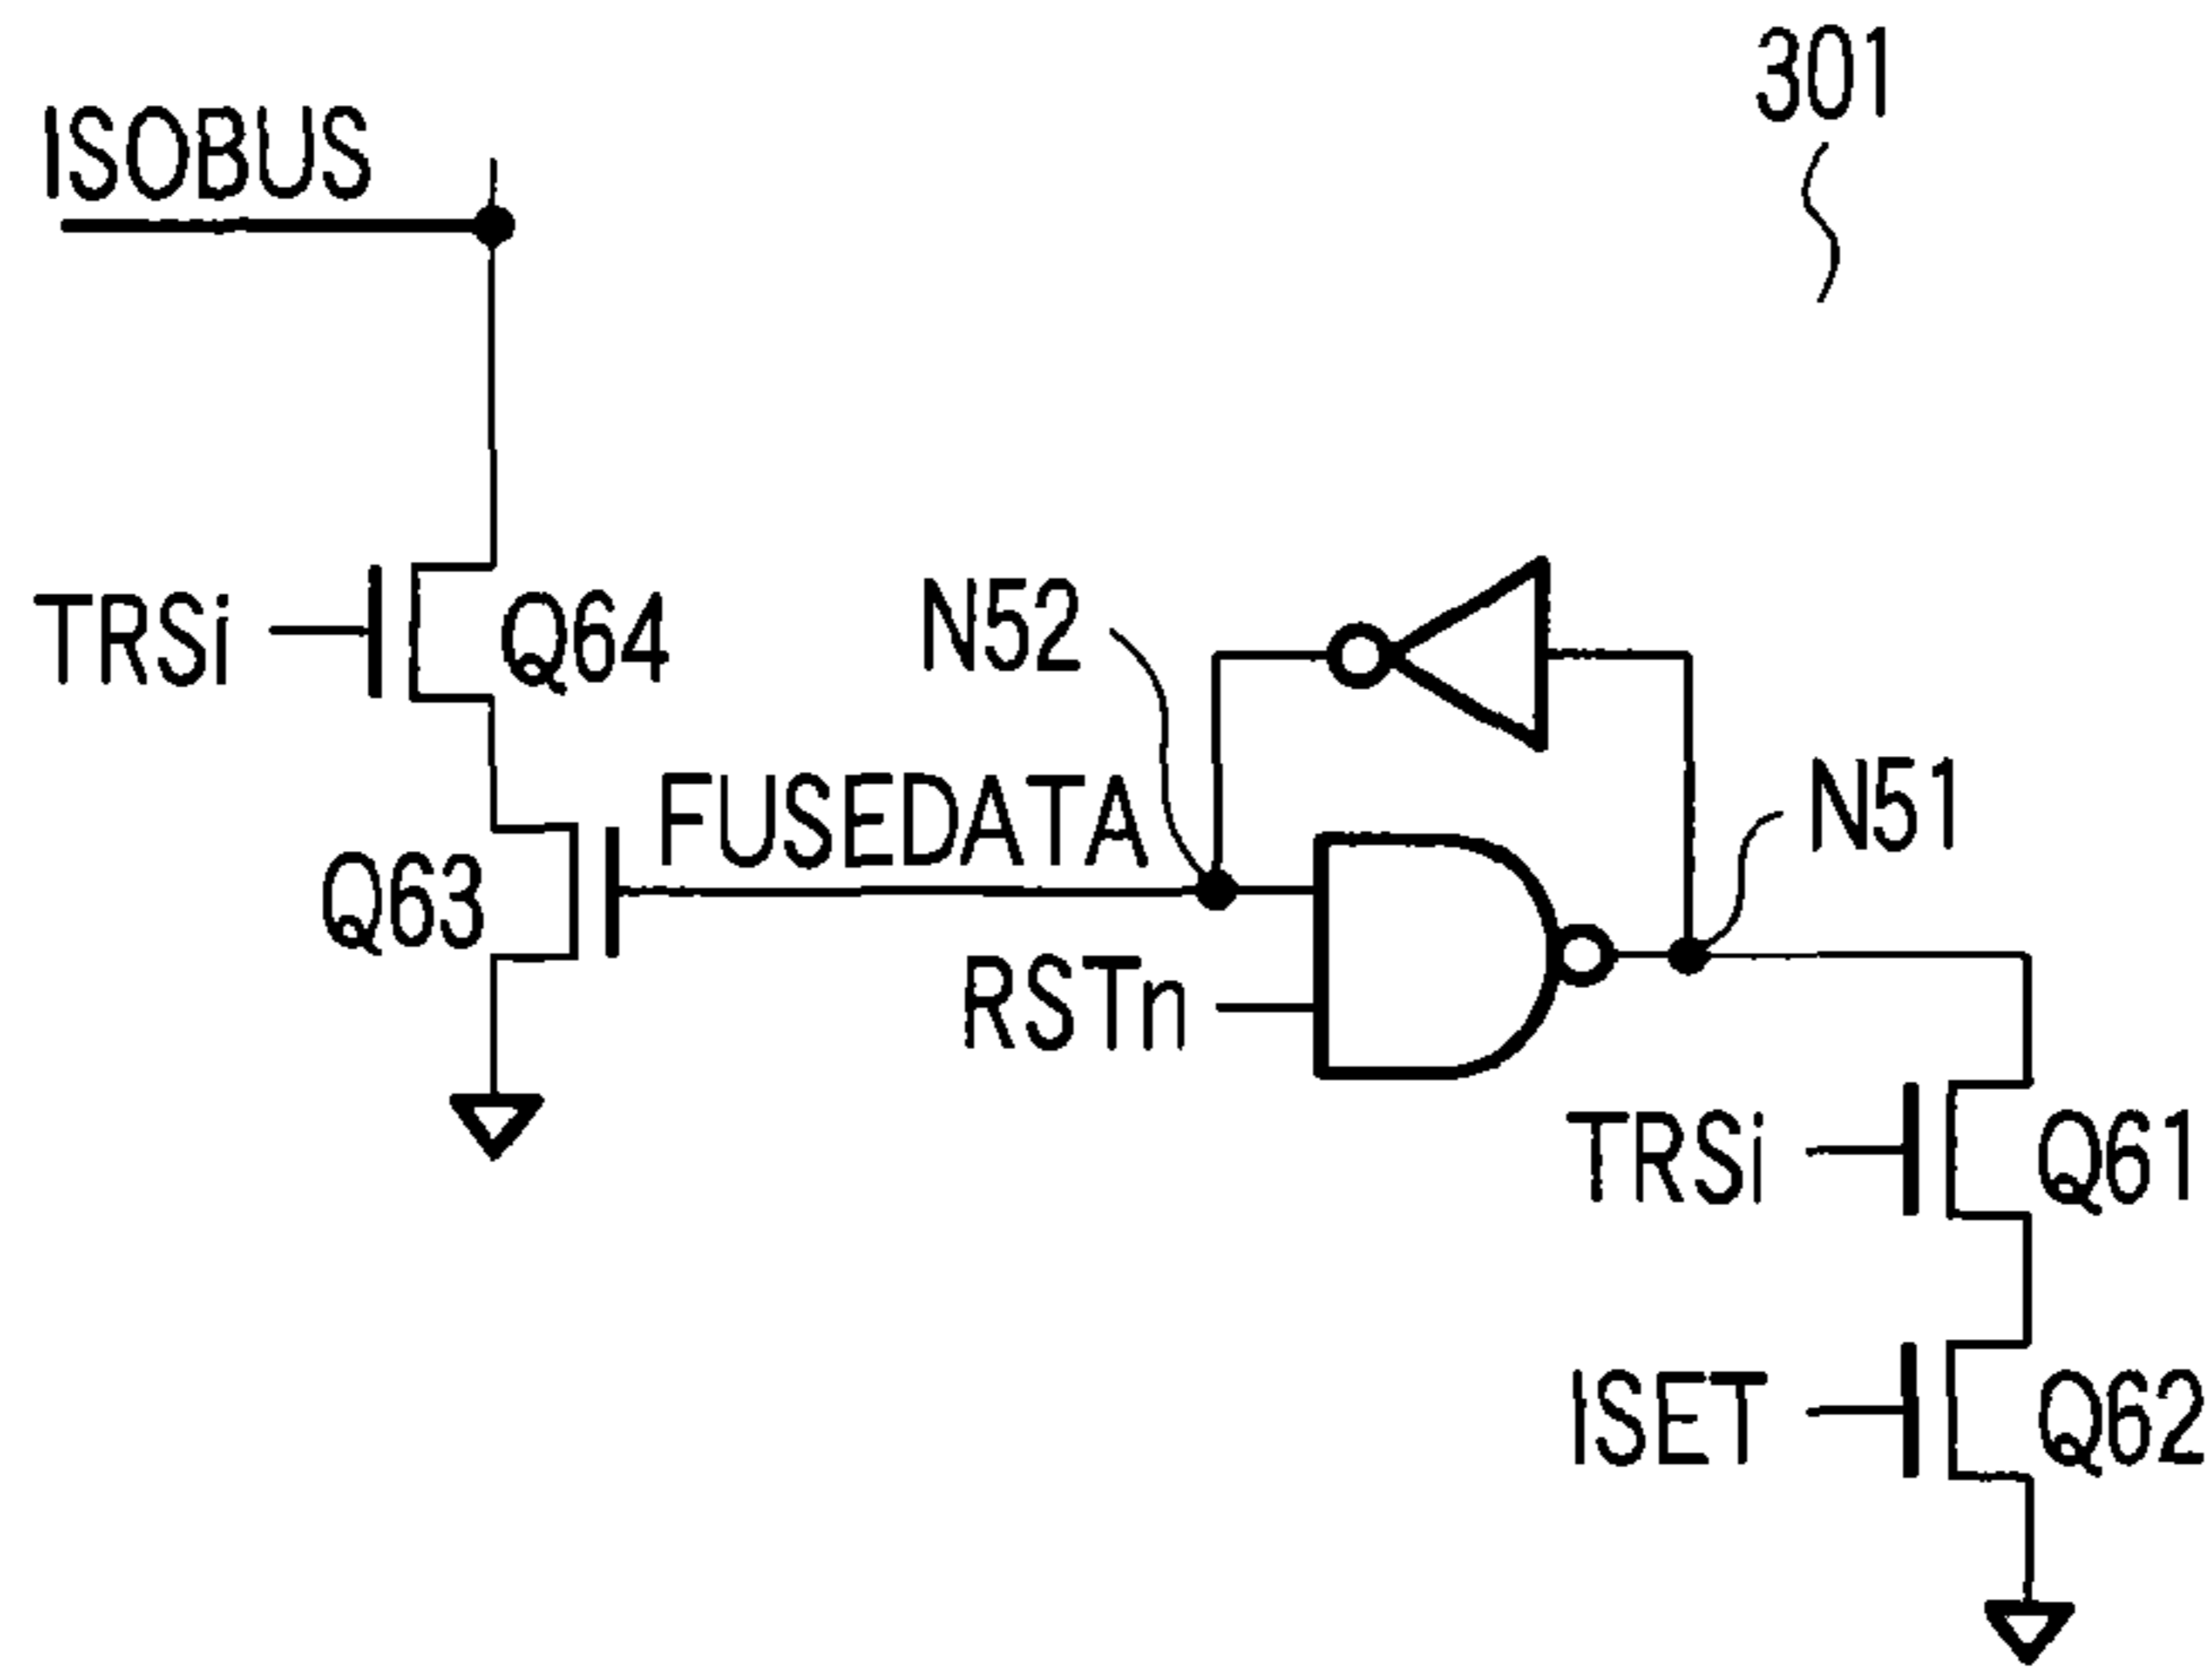 301
ISOBUS
TRSi
Q64
N52
FUSEDATA
N51
Q63
RSTn
TRSi
Q61
ISET
Q62